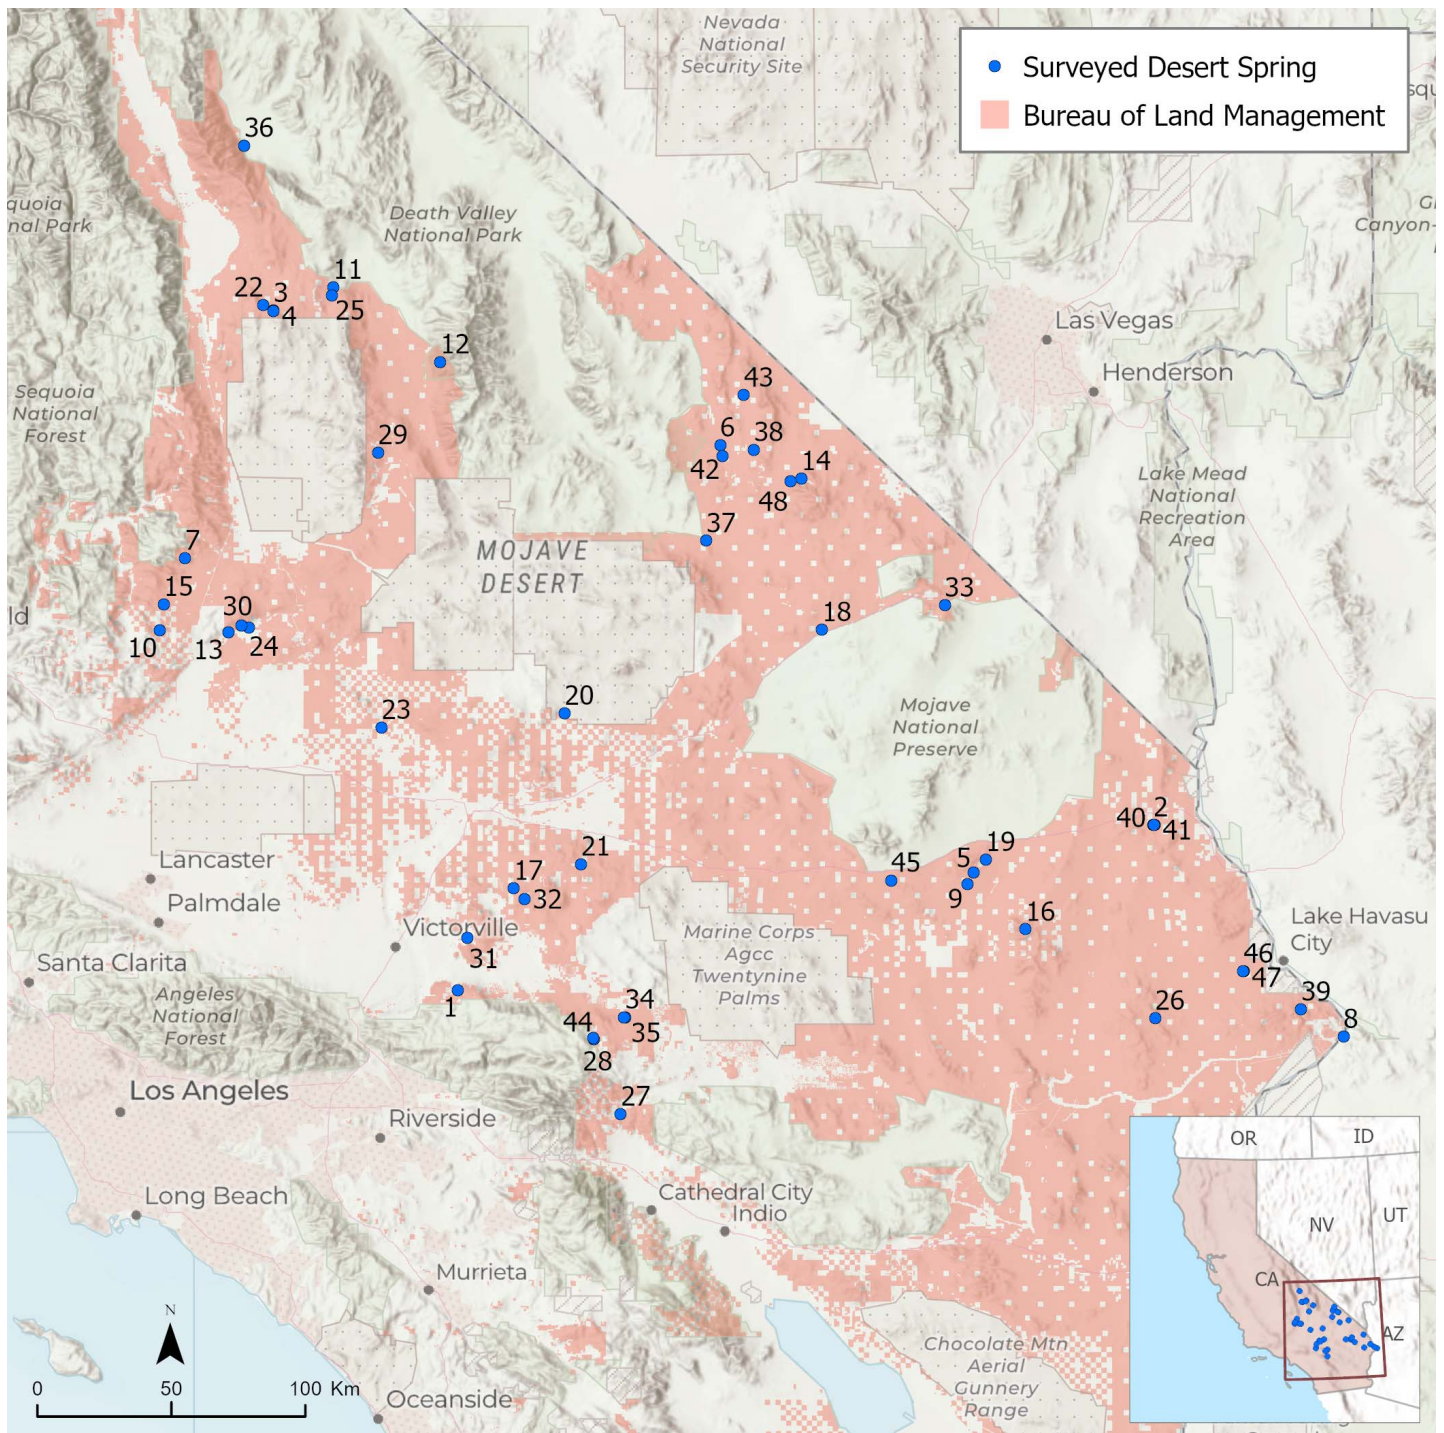 Nevada
National
Security Site
Surveyed Desert Spring
Bureau of Land Management
squ
36
quoia
nal Park
Death Valley
National Park
G
Canyon-
11
22
3
4
25
Las Vegas
12
Henderson
43
Sequoia
National
Forest
6
38
29
42
14
48
Lake Mead
National
Recreation
Area
37
7
MOJAVE
DESERT
15
33
30
18
ld
10
13
24
20
23
Mojave
National
Preserve
2
40
41
19
21
5
45
Lancaster
17
9
Palmdale
32
16
Lake Havasu
City
Victorville
Marine Corps
Agcc
Twentynine
Palms
31
46
47
Santa Clarita
Angeles
National
Forest
1
34
39
26
44
35
8
28
Los Angeles
27
Riverside
OR
ID
Cathedral City
Indio
Long Beach
NV
UT
Murrieta
CA
N
AZ
Chocolate Mtn
Aerial
Gunnery
Range
0
50
100 Km
Oceanside